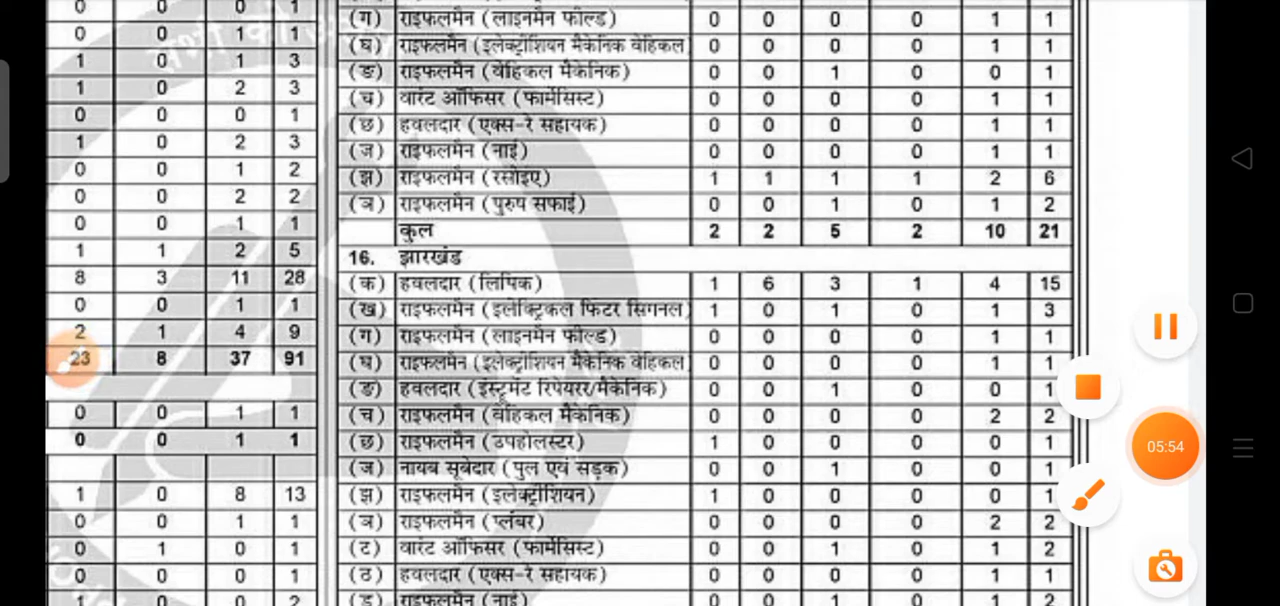 0 0 0 1
0 0 1 1
1 0 1 3
1 0 2 3
0 0 0 1
1 0 2 3
0 0 1 2
0 0 2 2
0 0 1 1
1 1 2 5
8 3 11 28
0 0 1 1
2 1 4 9
23 8 37 91
0 0 1 1
0 0 1 1
1 0 8 13
0 0 1 1
0 1 0 1
0 0 0 1
1 0 0 2
(ग) राइफलमैन (लाइनमैन फील्ड) 0 0 0 0 1 1
(घ) राइफलमैन (इलेक्ट्रीशियन मैकेनिक वेहिकल) 0 0 0 0 1 1
(ङ) राइफलमैन (वेहिकल मैकेनिक) 0 0 1 0 0 1
(च) वारंट ऑफिसर (फार्मेसिस्ट) 0 0 0 0 1 1
(छ) हवलदार (एक्स-रे सहायक) 0 0 0 0 1 1
(ज) राइफलमैन (नाई) 0 0 0 0 1 1
(झ) राइफलमैन (रसोइए) 1 1 1 1 2 6
(ञ) राइफलमैन (पुरुष सफाई) 0 0 1 0 1 2
कुल 2 2 5 2 10 21
16. झारखंड
(क) हवलदार (लिपिक) 1 6 3 1 4 15
(ख) राइफलमैन (इलेक्ट्रिकल फिटर सिगनल) 1 0 1 0 1 3
(ग) राइफलमैन (लाइनमैन फील्ड) 0 0 0 0 1 1
(घ) राइफलमैन (इलेक्ट्रीशियन मैकेनिक वेहिकल) 0 0 0 0 1 1
(ङ) हवलदार (इंस्ट्रूमेंट रिपेयरर/मैकेनिक) 0 0 1 0 0 1
(च) राइफलमैन (वेहिकल मैकेनिक) 0 0 0 0 2 2
(छ) राइफलमैन (उपहोलस्टर) 1 0 0 0 0 1
(ज) नायब सूबेदार (पुल एवं सड़क) 0 0 1 0 0 1
(झ) राइफलमैन (इलेक्ट्रीशियन) 1 0 0 0 0 1
(ञ) राइफलमैन (प्लंबर) 0 0 0 0 2 2
(ट) वारंट ऑफिसर (फार्मेसिस्ट) 0 0 1 0 1 2
(ठ) हवलदार (एक्स-रे सहायक) 0 0 0 0 1 1
(ड) राइफलमैन (नाई) 0 0 1 0 1 2
05:54